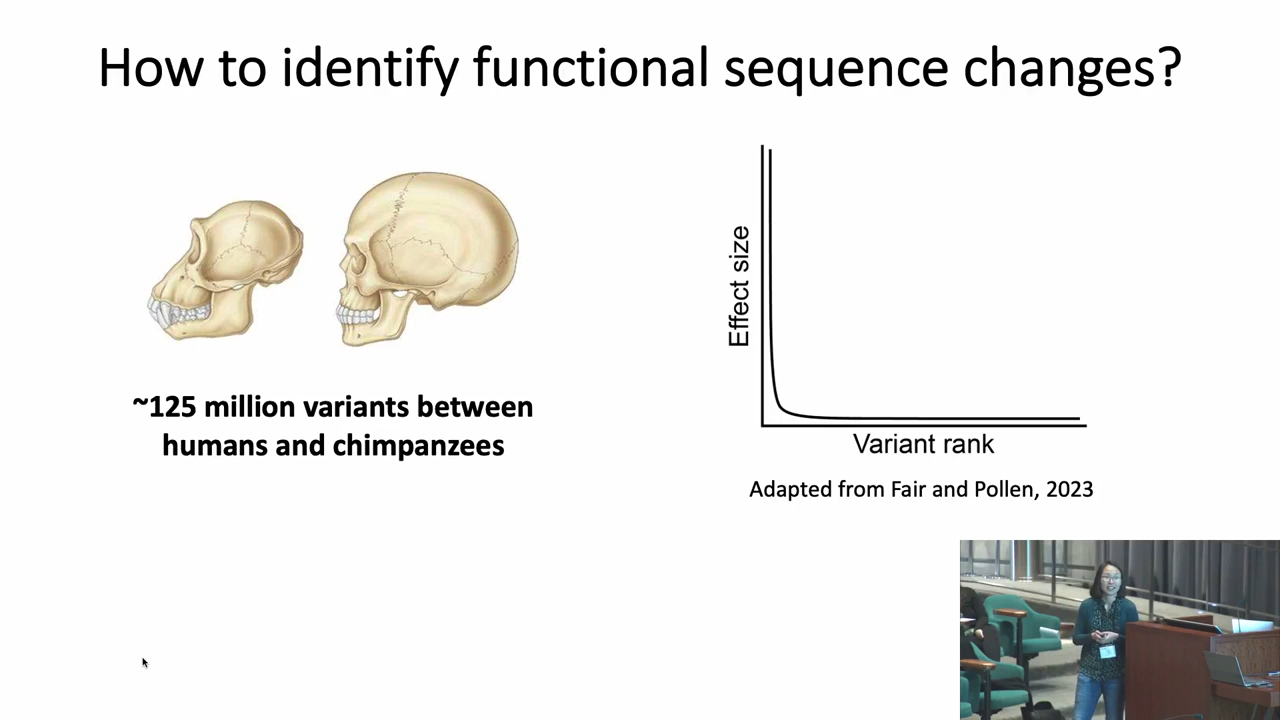 How to identify functional sequence changes?
~125 million variants between
humans and chimpanzees
Effect size
Variant rank
Adapted from Fair and Pollen, 2023